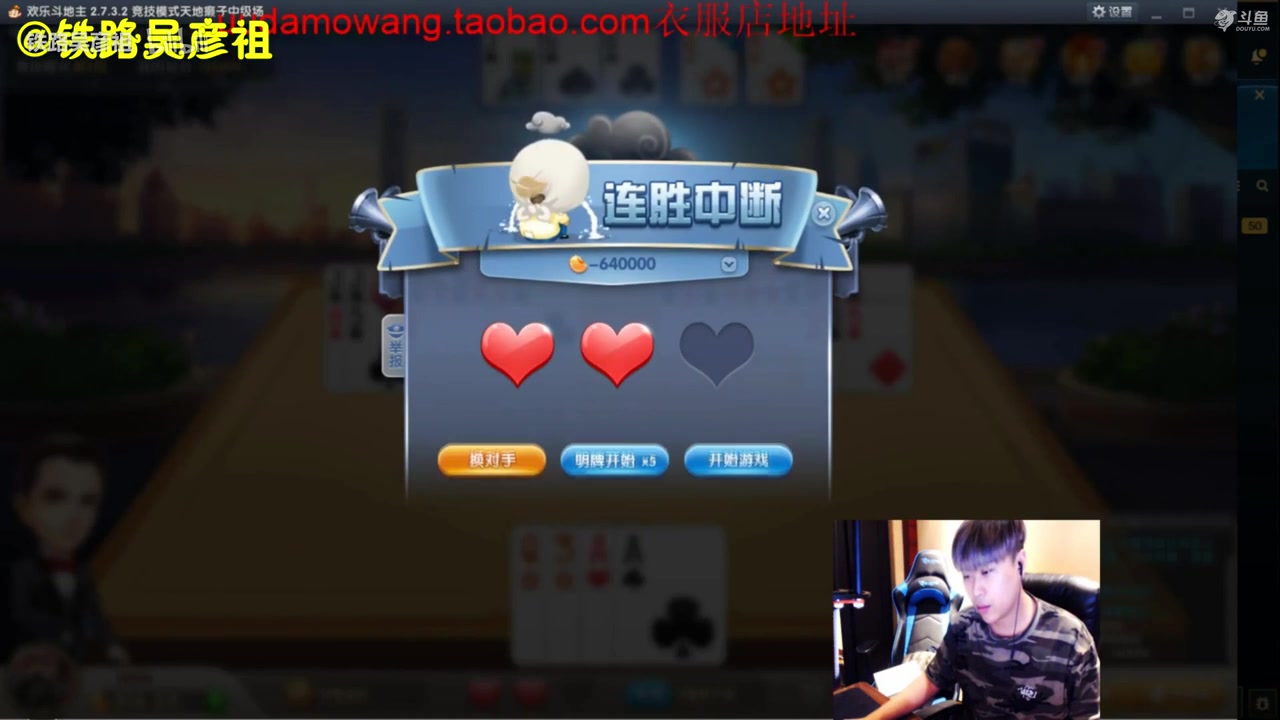 欢乐斗地主 2.7.3.2 竞技模式天地癞子中级场
设置
斗鱼
DOUYU.COM
damowang.taobao.com衣服店地址
@铁路吴彦祖
连胜中断
-640000
50
举报
换对手
明牌开始 x5
开始游戏